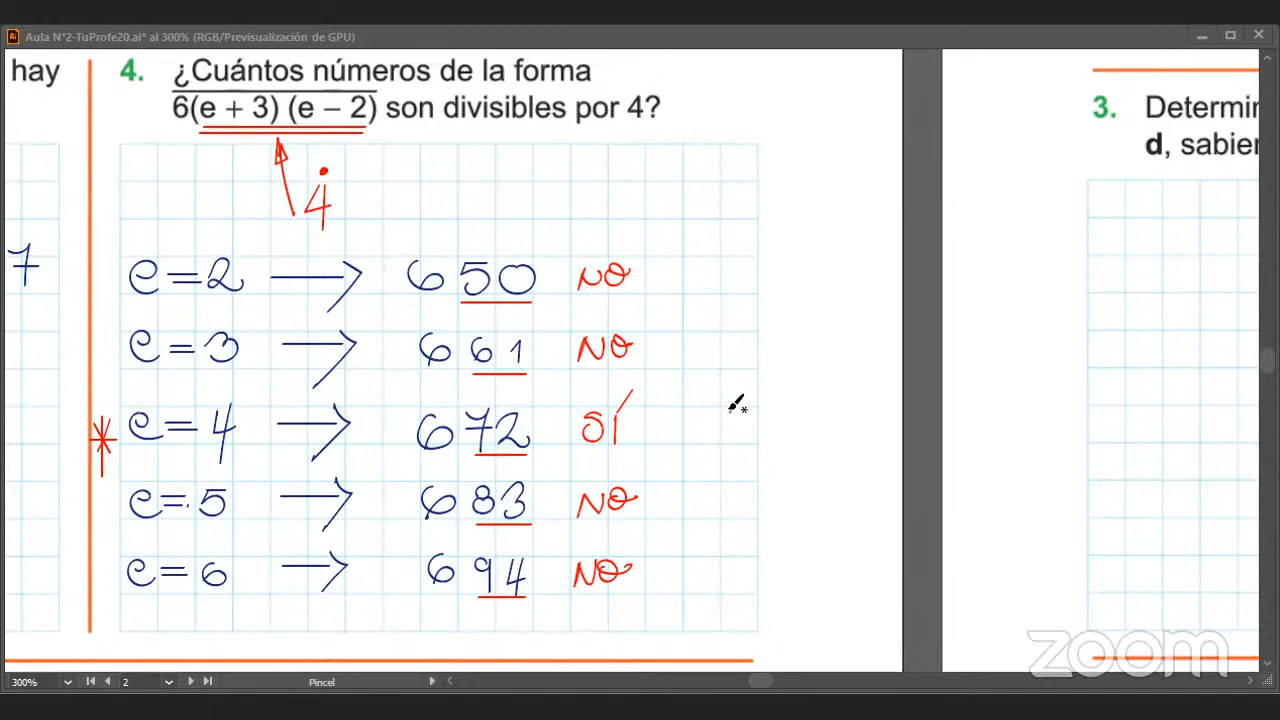 Aula N°2-TuProfe20.ai* al 300% (RGB/Previsualización de GPU)
hay
7
4. ¿Cuántos números de la forma
6(e + 3) (e − 2) son divisibles por 4?
4
e=2 → 650 NO
e=3 → 661 NO
* e=4 → 672 SÍ
e=5 → 683 NO
e=6 → 694 NO
3. Determin
d, sabien
zoom
300% 2 Pincel